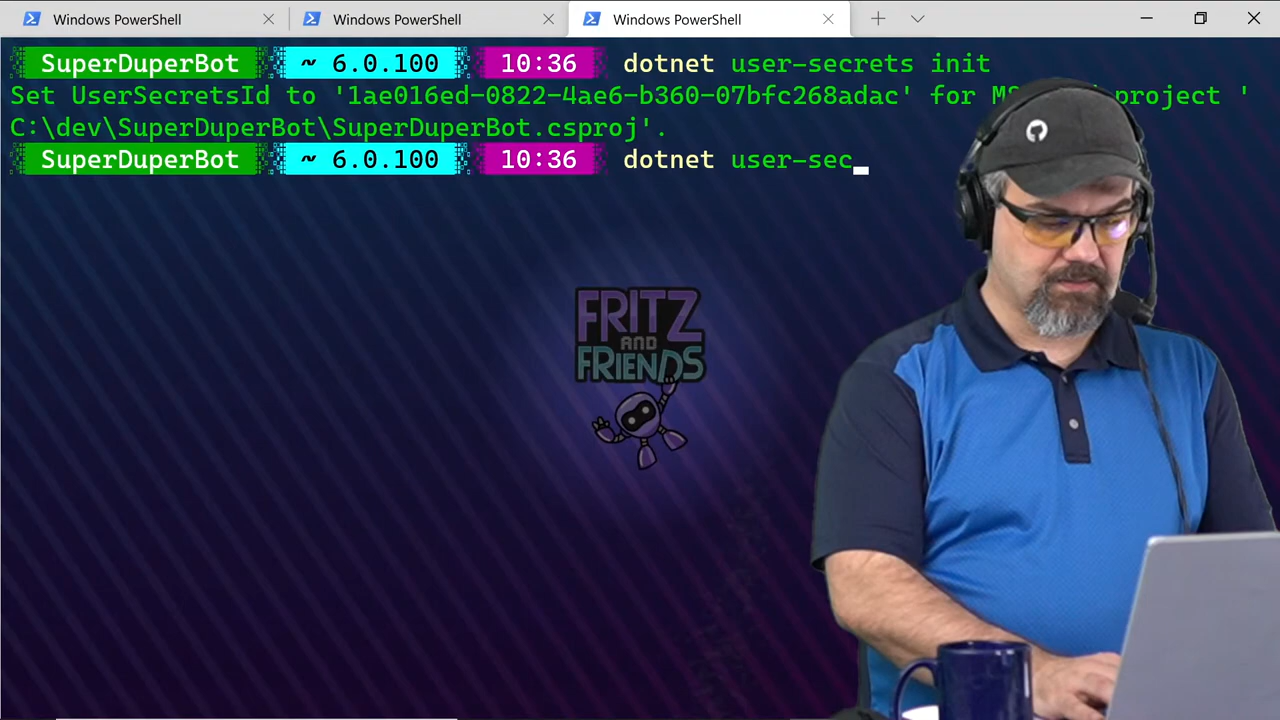 Windows PowerShell
Windows PowerShell
Windows PowerShell
SuperDuperBot ~ 6.0.100 10:36 dotnet user-secrets init
Set UserSecretsId to '1ae016ed-0822-4ae6-b360-07bfc268adac' for project '
C:\dev\SuperDuperBot\SuperDuperBot.csproj'.
SuperDuperBot ~ 6.0.100 10:36 dotnet user-sec
FRITZ
AND
FRIENDS